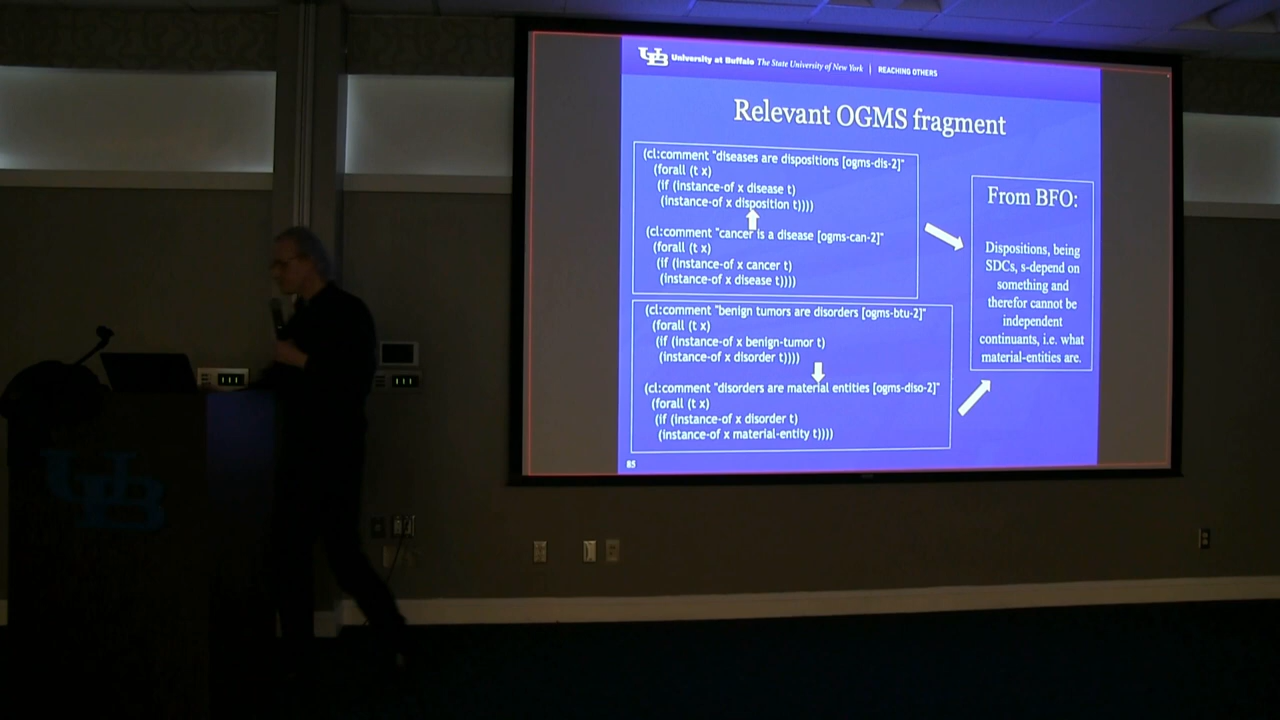 UB University at Buffalo The State University of New York | REACHING OTHERS
Relevant OGMS fragment
(cl:comment "diseases are dispositions [ogms-dis-2]"
(forall (t x)
(if (instance-of x disease t)
(instance-of x disposition t))))
(cl:comment "cancer is a disease [ogms-can-2]"
(forall (t x)
(if (instance-of x cancer t)
(instance-of x disease t))))
(cl:comment "benign tumors are disorders [ogms-btu-2]"
(forall (t x)
(if (instance-of x benign-tumor t)
(instance-of x disorder t))))
(cl:comment "disorders are material entities [ogms-diso-2]"
(forall (t x)
(if (instance-of x disorder t)
(instance-of x material-entity t))))
From BFO:
Dispositions, being
SDCs, s-depend on
something and
therefor cannot be
independent
continuants, i.e. what
material-entities are.
85
UB